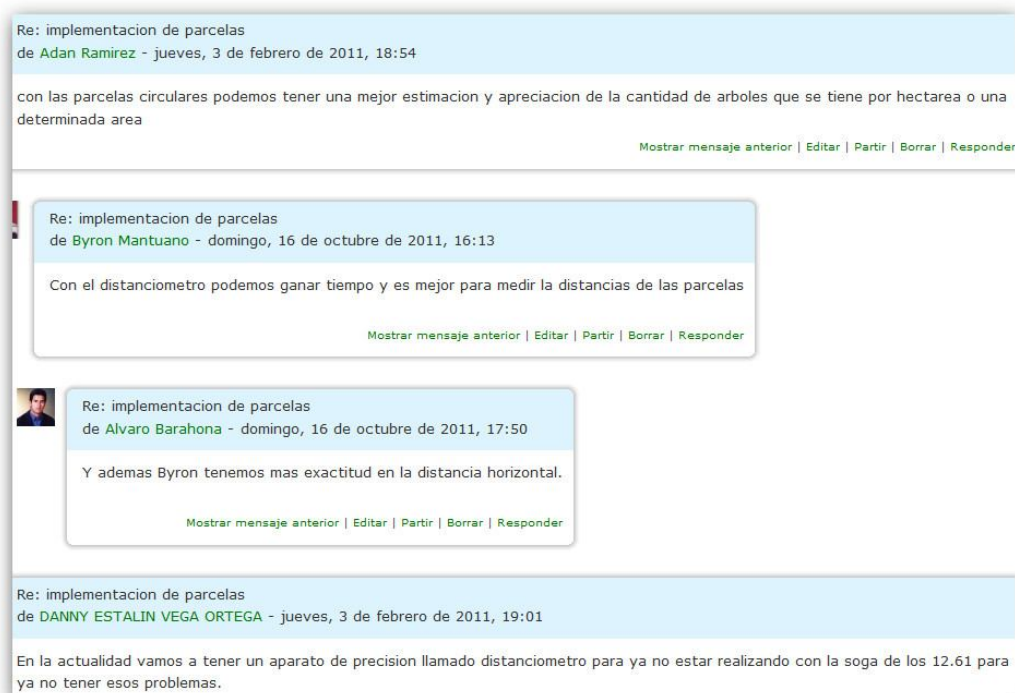 Re: implementacion de parcelas
de Adan Ramirez - jueves, 3 de febrero de 2011, 18:54
con las parcelas circulares podemos tener una mejor estimacion y apreciacion de la cantidad de arboles que se tiene por hectarea o una
determinada area
Mostrar mensaje anterior | Editar | Partir | Borrar | Responder
Re: implementacion de parcelas
de Byron Mantuano - domingo, 16 de octubre de 2011, 16:13
Con el distanciometro podemos ganar tiempo y es mejor para medir la distancias de las parcelas
Mostrar mensaje anterior | Editar | Partir | Borrar | Responder
Re: implementacion de parcelas
de Alvaro Barahona - domingo, 16 de octubre de 2011, 17:50
Y ademas Byron tenemos mas exactitud en la distancia horizontal.
Mostrar mensaje anterior | Editar | Partir | Borrar | Responder
Re: implementacion de parcelas
de DANNY ESTALIN VEGA ORTEGA - jueves, 3 de febrero de 2011, 19:01
En la actualidad vamos a tener un aparato de precision llamado distanciometro para ya no estar realizando con la soga de los 12.61 para
ya no tener esos problemas.